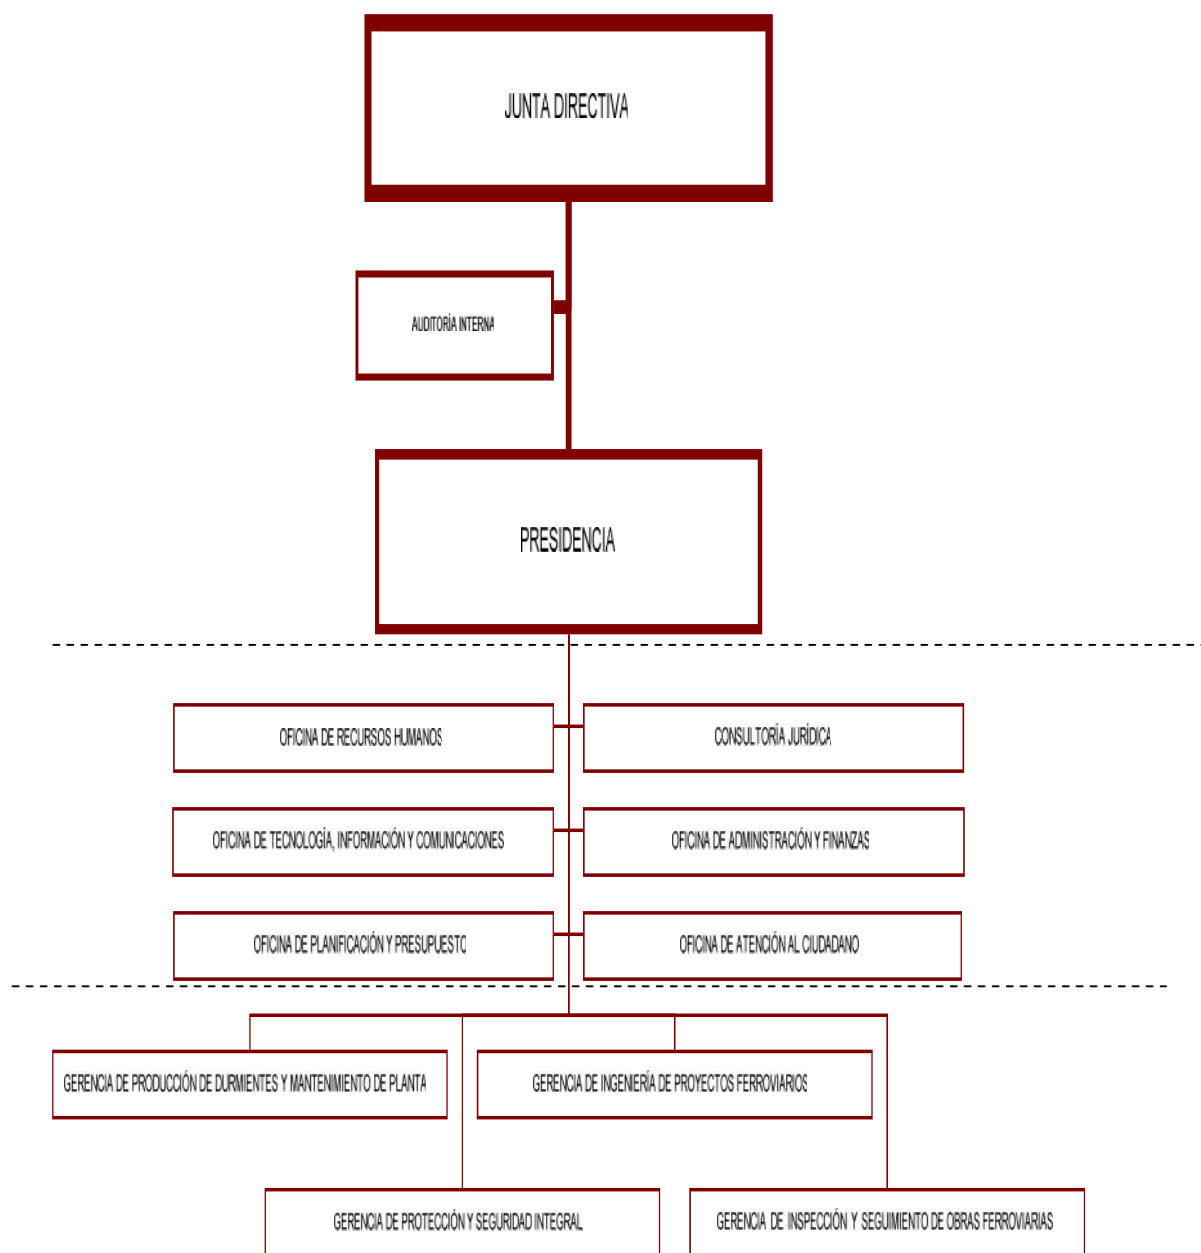 JUNTA DIRECTIVA
AUDITORÍA INTERNA
PRESIDENCIA
OFICINA DE RECURSOS HUMANOS
CONSULTORÍA JURÍDICA
OFICINA DE TECNOLOGÍA, INFORMACIÓN Y COMUNICACIONES
OFICINA DE ADMINISTRACIÓN Y FINANZAS
OFICINA DE PLANIFICACIÓN Y PRESUPUESTO
OFICINA DE ATENCIÓN AL CIUDADANO
GERENCIA DE PRODUCCIÓN DE DURMIENTES Y MANTENIMIENTO DE PLANTA
GERENCIA DE INGENIERÍA DE PROYECTOS FERROVIARIOS
GERENCIA DE PROTECCIÓN Y SEGURIDAD INTEGRAL
GERENCIA DE INSPECCIÓN Y SEGUIMIENTO DE OBRAS FERROVIARIAS